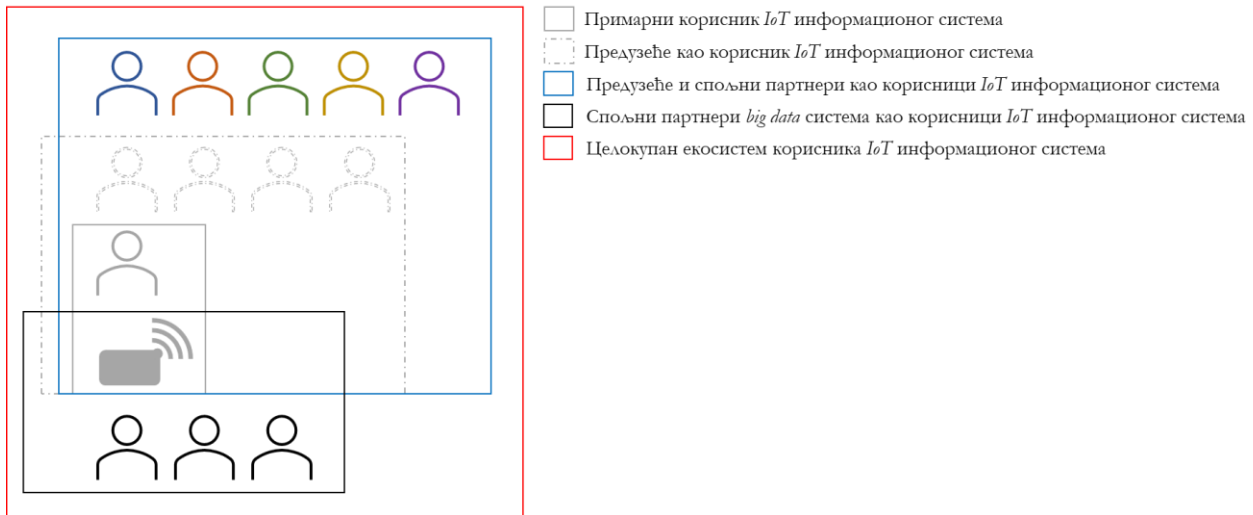 Примарни корисник IoT информационог система
Предузеће као корисник IoT информационог система
Предузеће и спољни партнери као корисници IoT информационог система
Спољни партнери big data система као корисници IoT информационог система
Целокупан екосистем корисника IoT информационог система